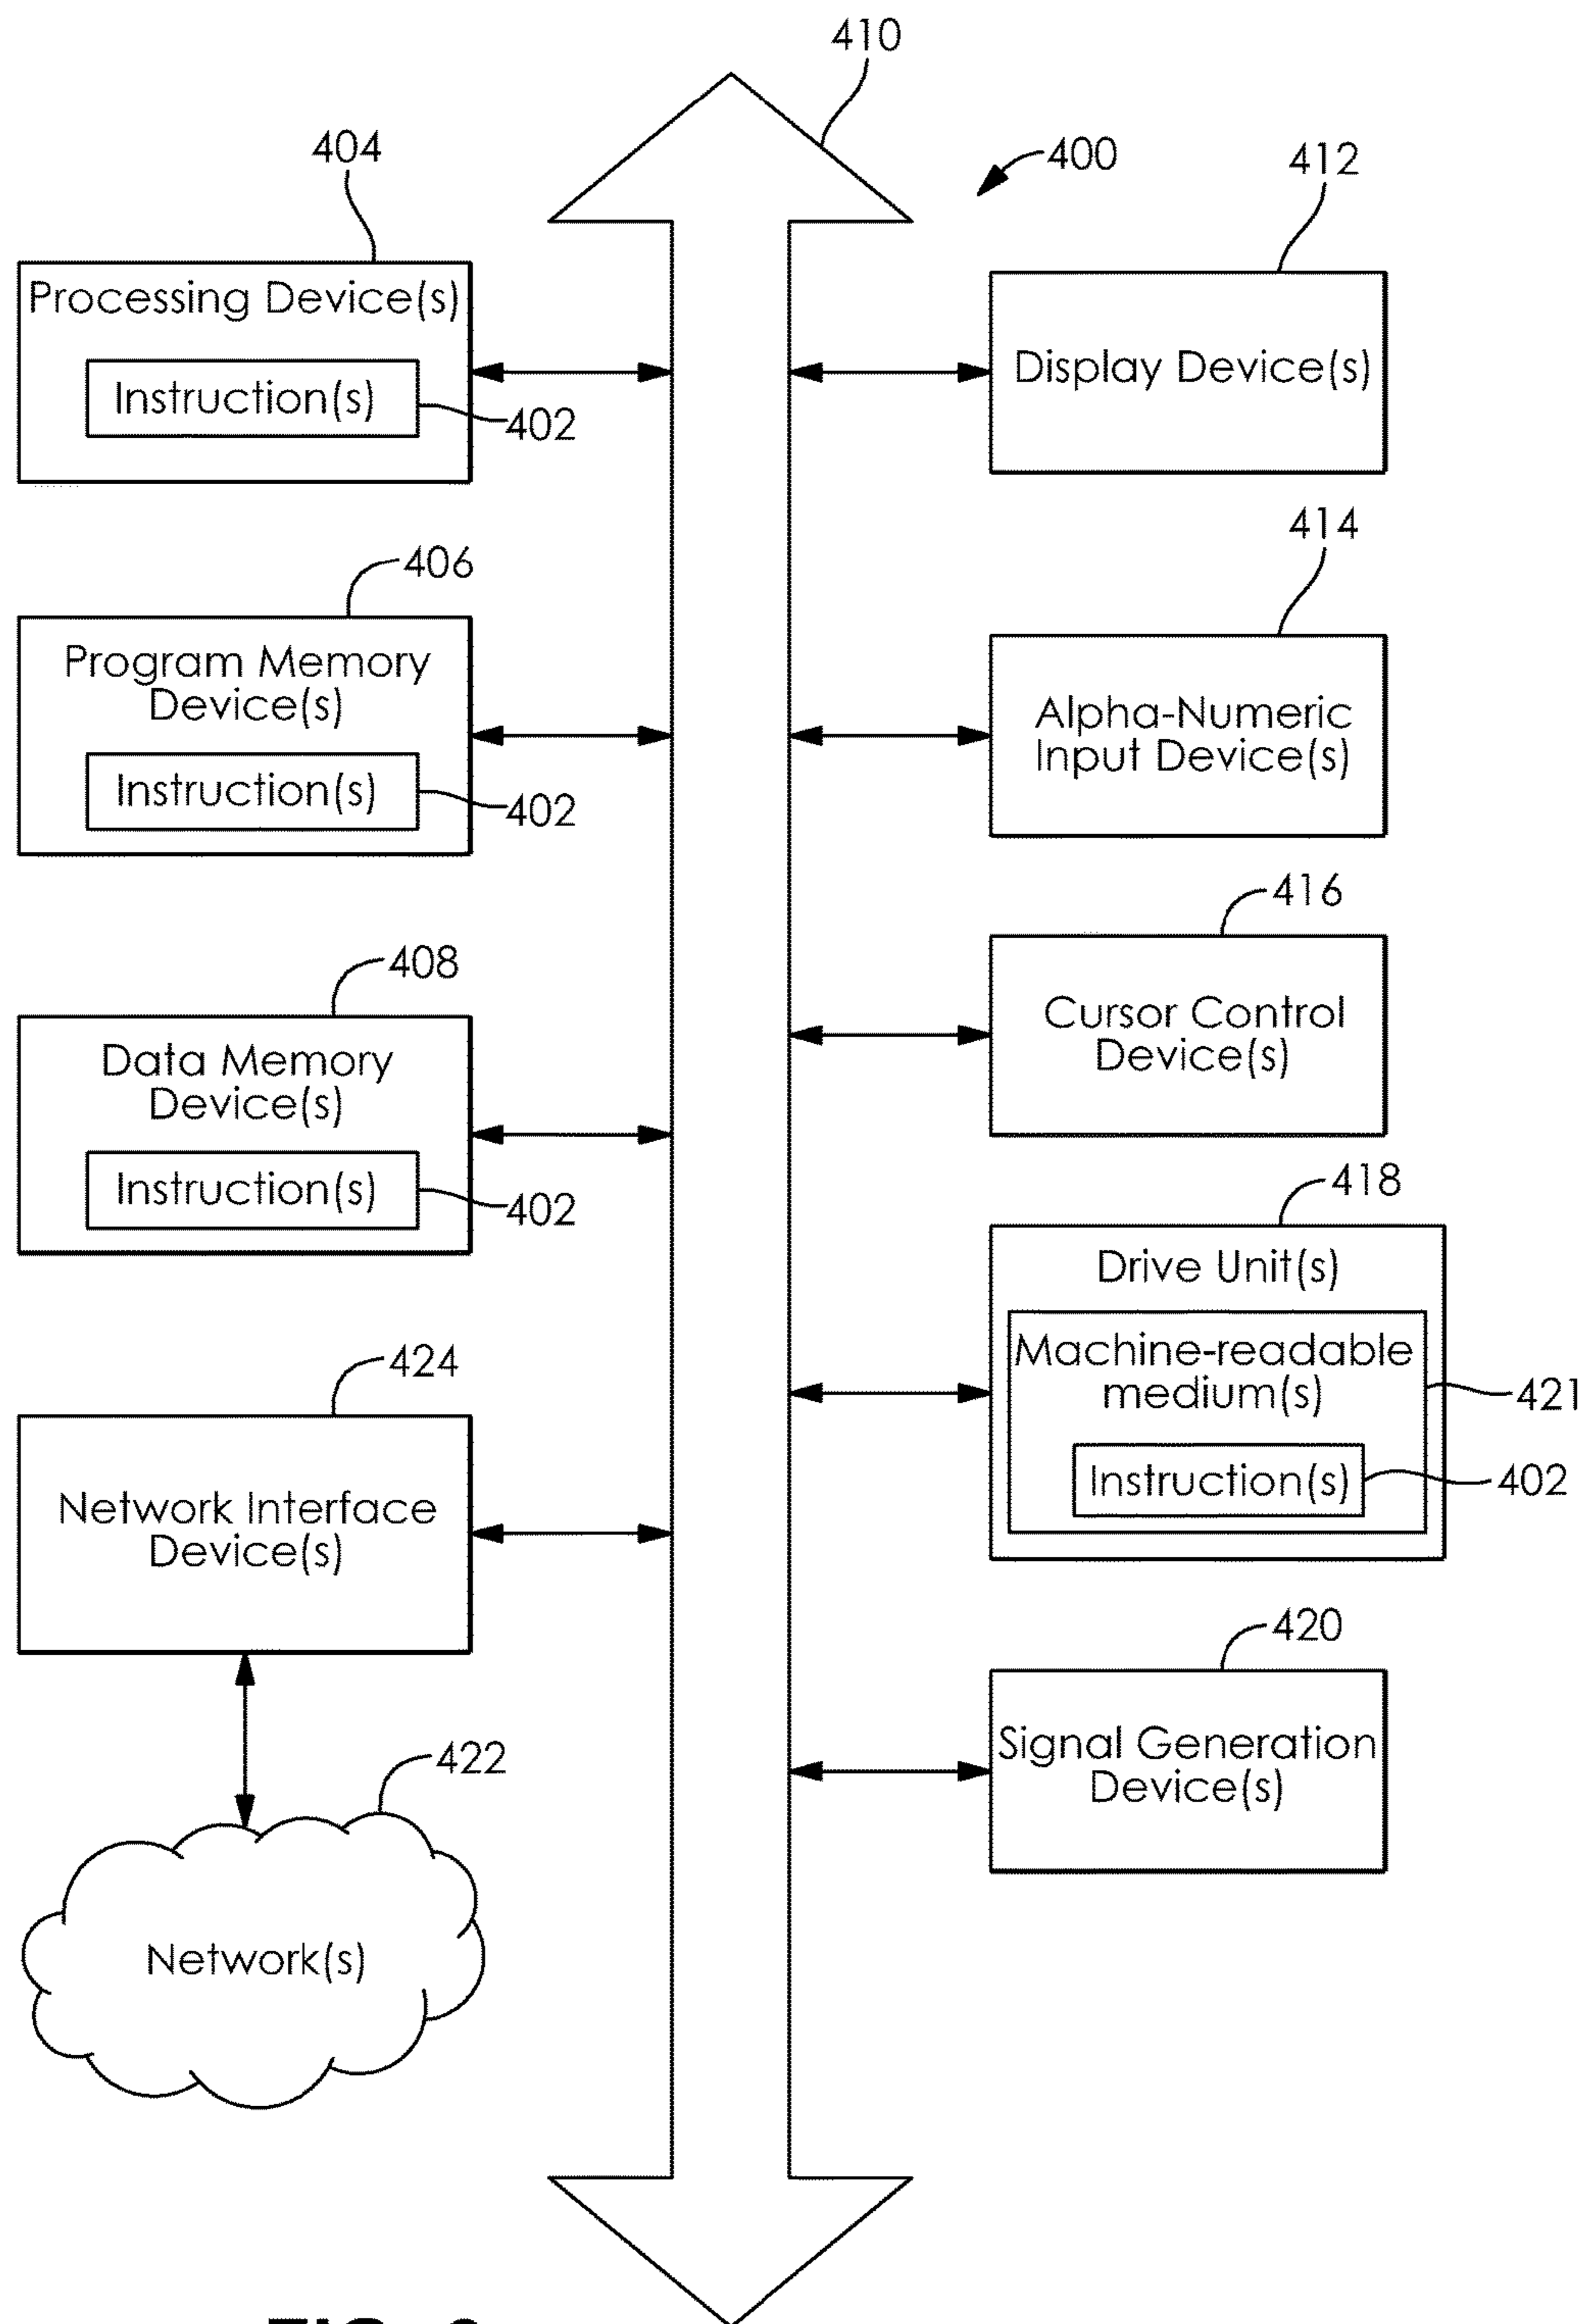 410
400
404
Processing Device(s)
Instruction(s)
402
412
Display Device(s)
406
Program Memory
Device(s)
Instruction(s)
402
414
Alpha-Numeric
Input Device(s)
416
Cursor Control
Device(s)
408
Data Memory
Device(s)
Instruction(s)
402
418
Drive Unit(s)
Machine-readable
medium(s)
421
Instruction(s)
402
424
Network Interface
Device(s)
420
Signal Generation
Device(s)
422
Network(s)